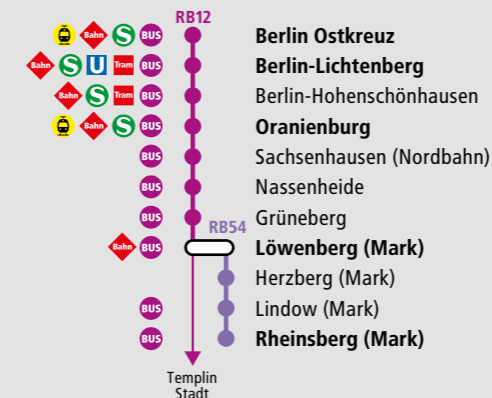 RB12
Bahn S BUS Berlin Ostkreuz
Bahn S U Tram BUS Berlin-Lichtenberg
Bahn S Tram BUS Berlin-Hohenschönhausen
Bahn S BUS Oranienburg
BUS Sachsenhausen (Nordbahn)
BUS Nassenheide
BUS Grüneberg
RB54
Bahn BUS Löwenberg (Mark)
Herzberg (Mark)
BUS Lindow (Mark)
BUS Rheinsberg (Mark)
Templin
Stadt